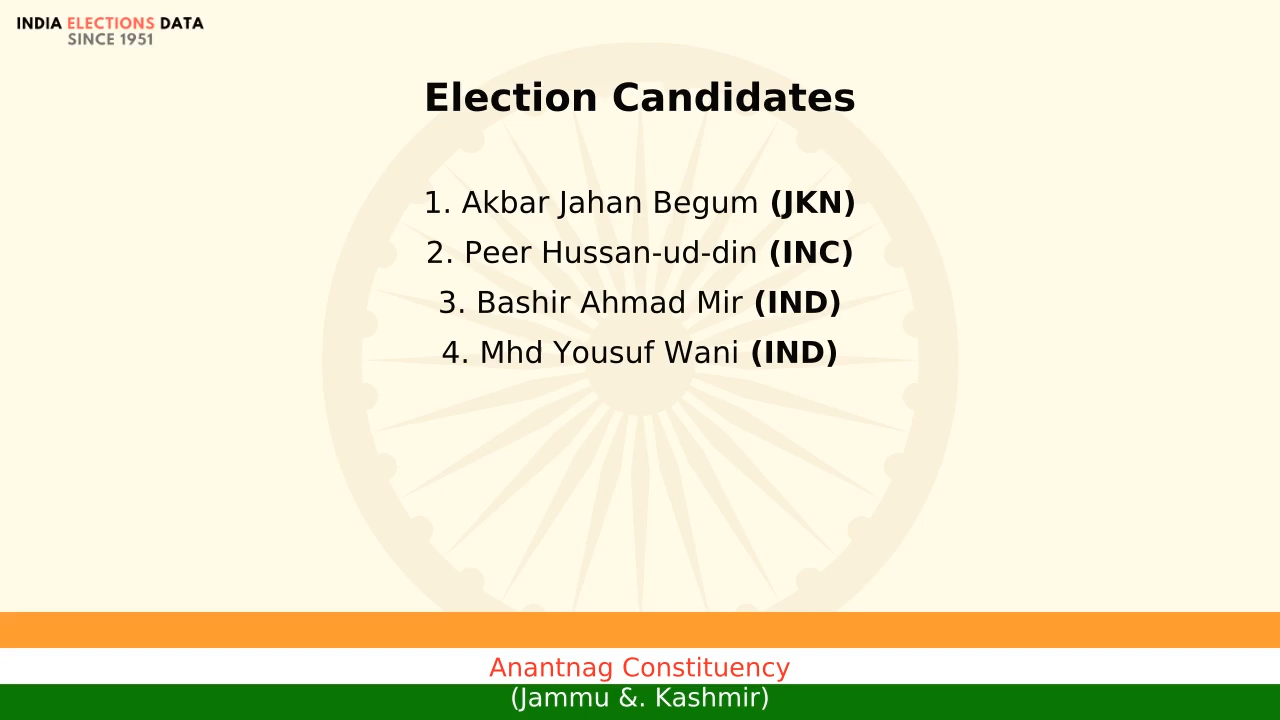 INDIA ELECTIONS DATA
SINCE 1951
Election Candidates
1. Akbar Jahan Begum (JKN)
2. Peer Hussan-ud-din (INC)
3. Bashir Ahmad Mir (IND)
4. Mhd Yousuf Wani (IND)
Anantnag Constituency
(Jammu &. Kashmir)